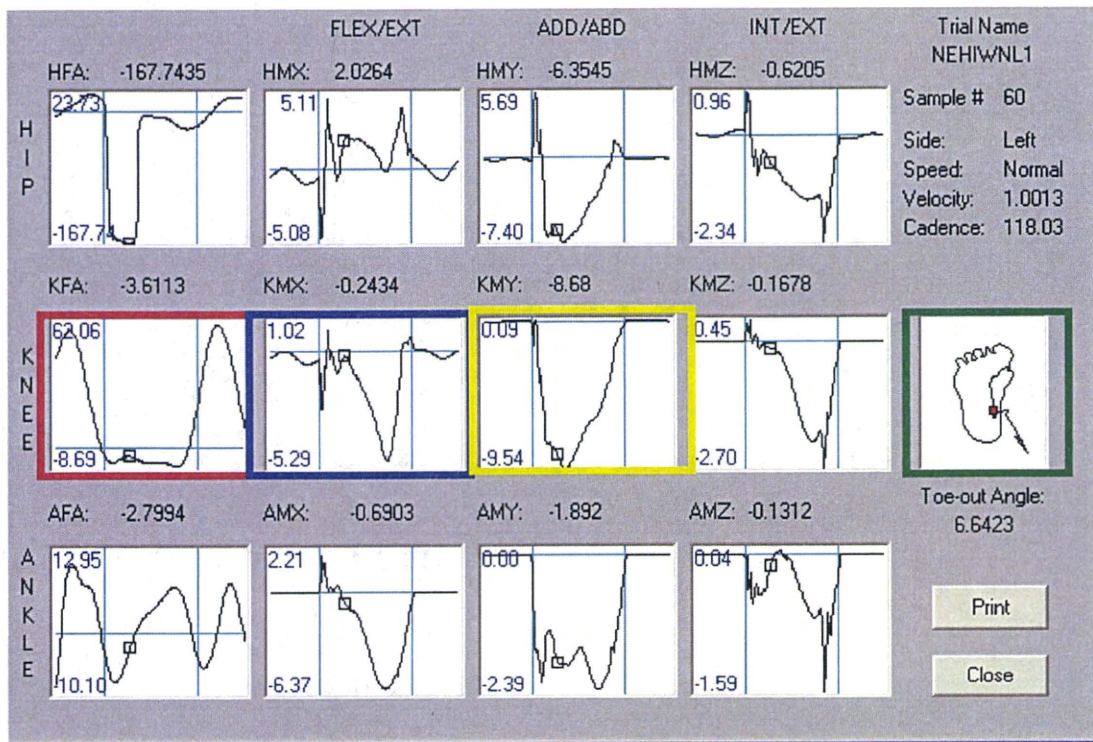 FLEX/EXT ADD/ABD INT/EXT Trial Name
NEHIWNL1
HFA: -167.7435 HMX: 2.0264 HMY: -6.3545 HMZ: -0.6205
Sample # 60
Side: Left
Speed: Normal
Velocity: 1.0013
Cadence: 118.03
HIP
23.73 5.11 5.69 0.96
-167.7 -5.08 -7.40 -2.34
KFA: -3.6113 KMX: -0.2434 KMY: -8.68 KMZ: -0.1678
KNEE
62.06 1.02 0.09 0.45
-8.69 -5.29 -9.54 -2.70
Toe-out Angle:
6.6423
AFA: -2.7994 AMX: -0.6903 AMY: -1.892 AMZ: -0.1312
ANKLE
12.95 2.21 0.00 0.04
-10.10 -6.37 -2.39 -1.59
Print
Close